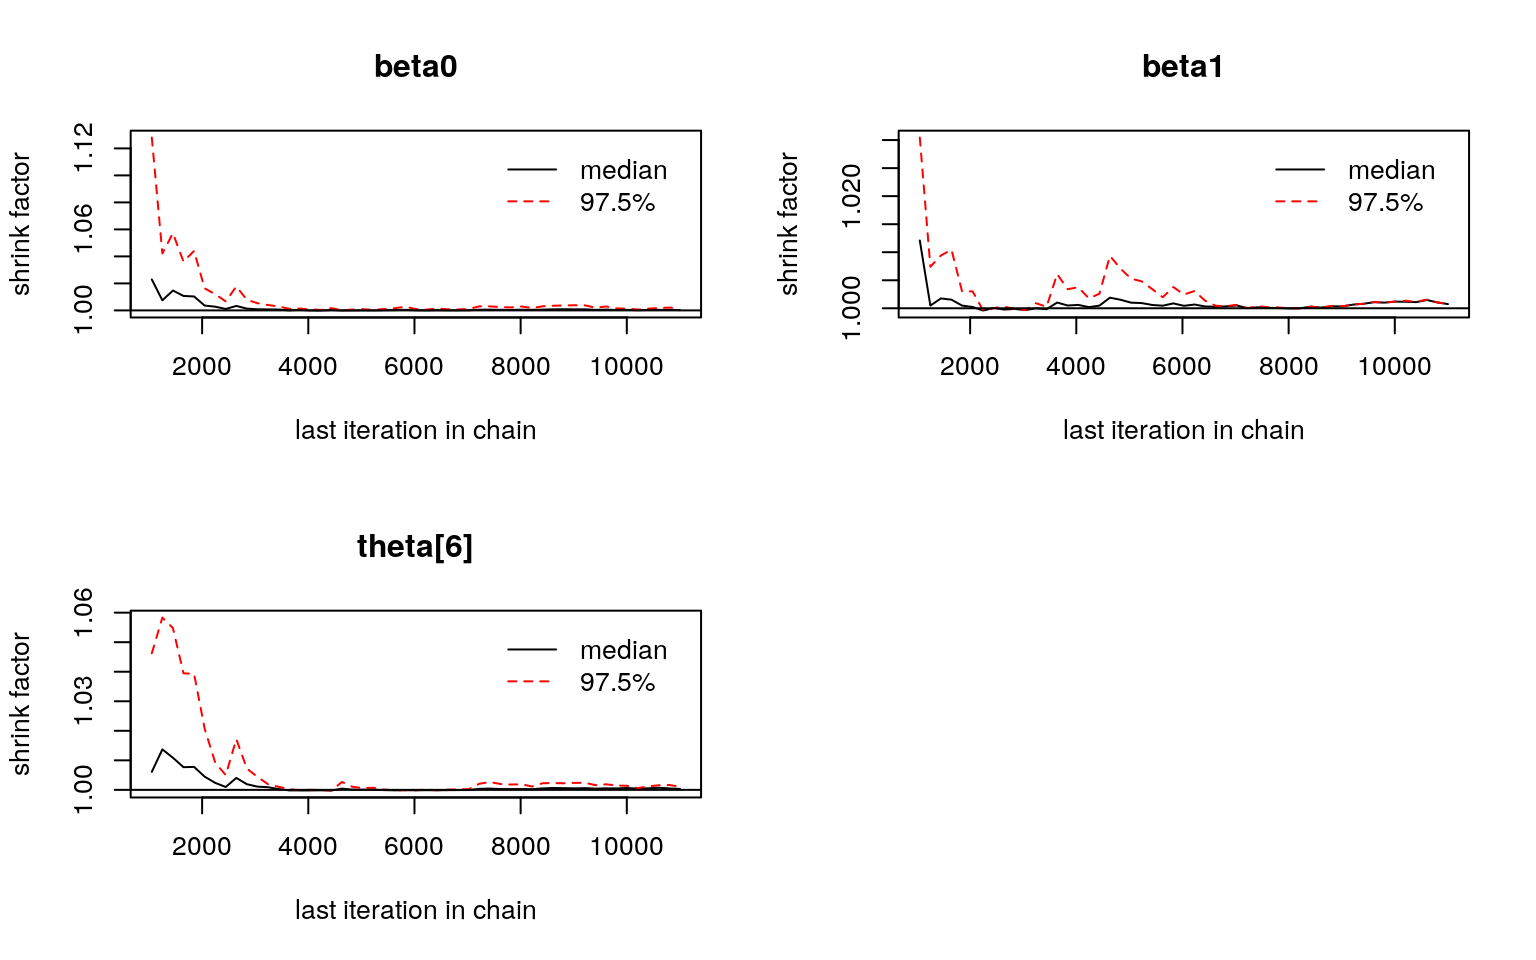 beta0
shrink factor
1.00 1.06 1.12
median
97.5%
2000 4000 6000 8000 10000
last iteration in chain
beta1
shrink factor
1.000 1.020
median
97.5%
2000 4000 6000 8000 10000
last iteration in chain
theta[6]
shrink factor
1.00 1.03 1.06
median
97.5%
2000 4000 6000 8000 10000
last iteration in chain